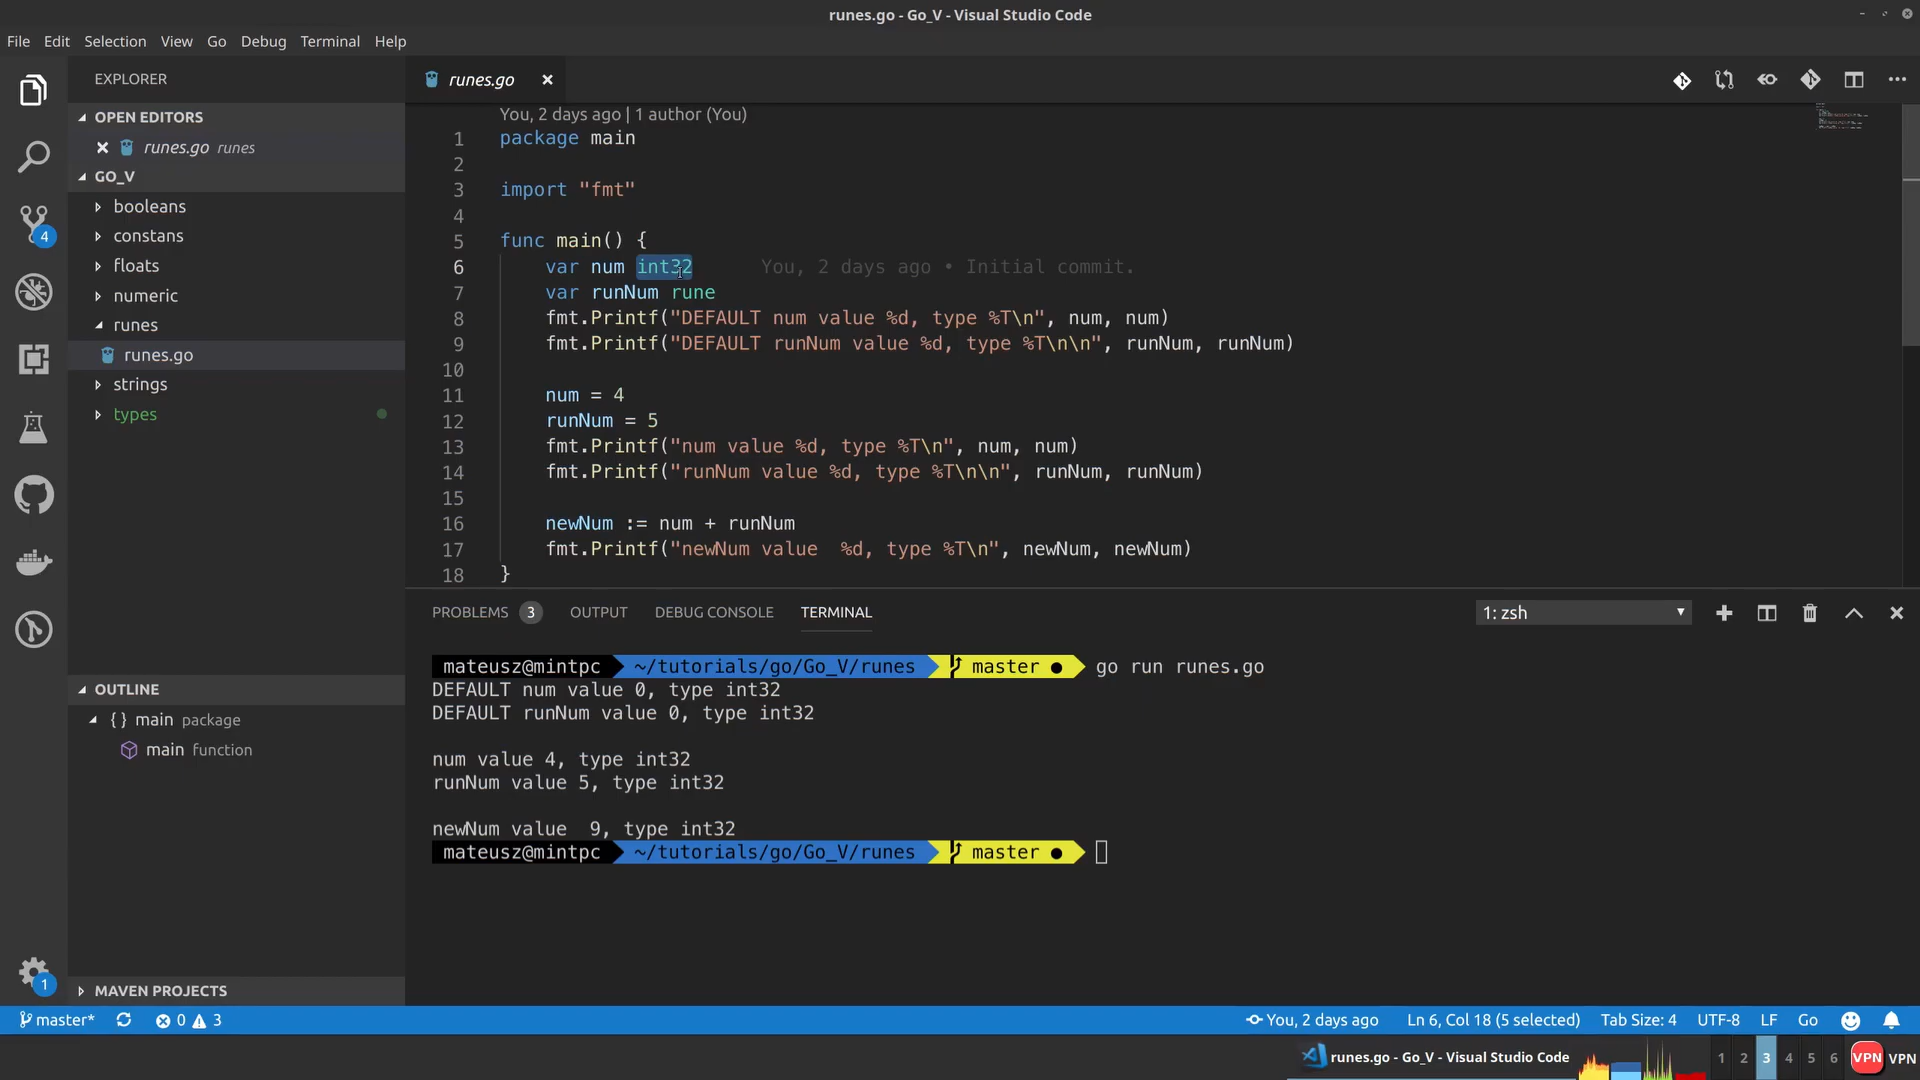 runes.go - Go_V - Visual Studio Code
File Edit Selection View Go Debug Terminal Help
EXPLORER
OPEN EDITORS
runes.go runes
GO_V
booleans
constans
floats
numeric
runes
runes.go
strings
types
4
OUTLINE
{} main package
main function
MAVEN PROJECTS
1
runes.go
You, 2 days ago | 1 author (You)
1 package main
2
3 import "fmt"
4
5 func main() {
6 var num int32 You, 2 days ago • Initial commit.
7 var runNum rune
8 fmt.Printf("DEFAULT num value %d, type %T\n", num, num)
9 fmt.Printf("DEFAULT runNum value %d, type %T\n\n", runNum, runNum)
10
11 num = 4
12 runNum = 5
13 fmt.Printf("num value %d, type %T\n", num, num)
14 fmt.Printf("runNum value %d, type %T\n\n", runNum, runNum)
15
16 newNum := num + runNum
17 fmt.Printf("newNum value  %d, type %T\n", newNum, newNum)
18 }
PROBLEMS 3 OUTPUT DEBUG CONSOLE TERMINAL 1: zsh
mateusz@mintpc ~/tutorials/go/Go_V/runes master ● go run runes.go
DEFAULT num value 0, type int32
DEFAULT runNum value 0, type int32
num value 4, type int32
runNum value 5, type int32
newNum value  9, type int32
mateusz@mintpc ~/tutorials/go/Go_V/runes master ●
master* 0 3 You, 2 days ago Ln 6, Col 18 (5 selected) Tab Size: 4 UTF-8 LF Go
runes.go - Go_V - Visual Studio Code 1 2 3 4 5 6 VPN VPN